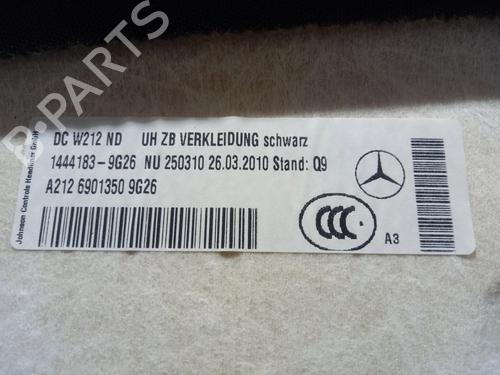 B-PARTS
DC W212 ND UH ZB VERKLEIDUNG schwarz
1444183-9G26 NU 250310 26.03.2010 Stand: Q9
A212 6901350 9G26
CCC
A3
Johnson Controls Headliner GmbH